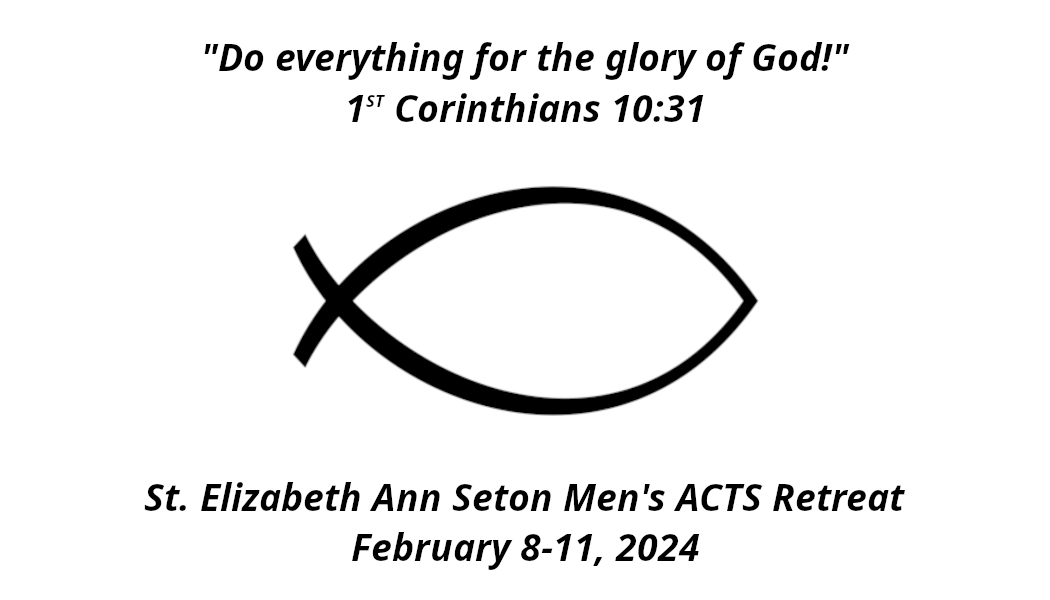 "Do everything for the glory of God!"
1ST Corinthians 10:31
St. Elizabeth Ann Seton Men's ACTS Retreat
February 8-11, 2024